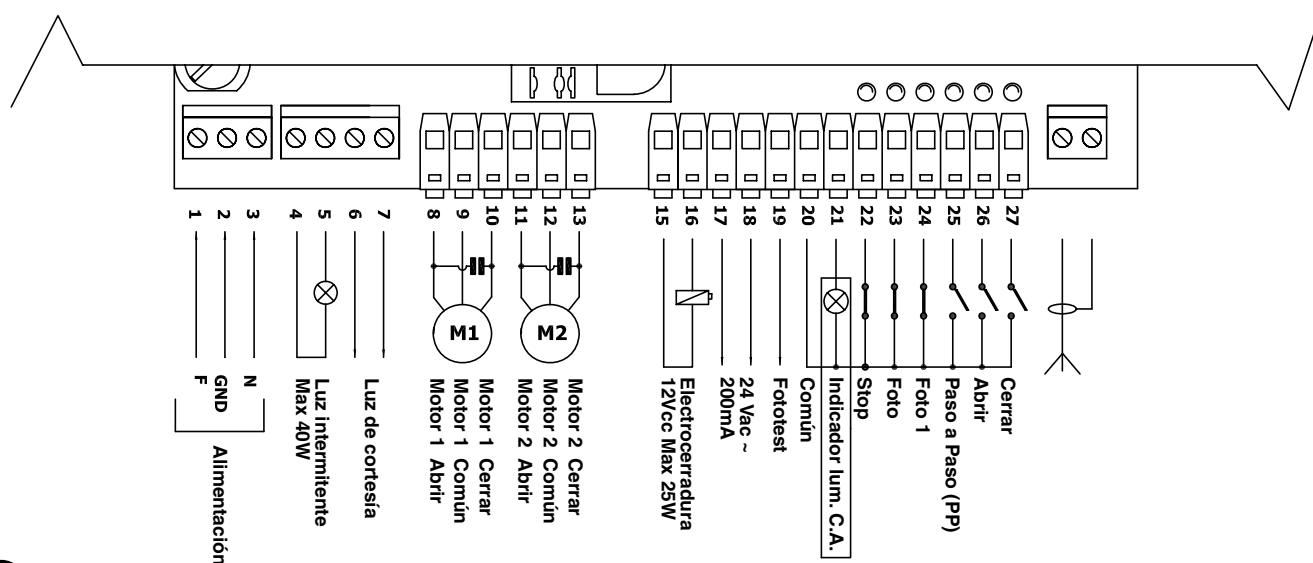 1
2
3
4
5
6
7
8
9
10
11
12
13
15
16
17
18
19
20
21
22
23
24
25
26
27
M1
M2
F
GND
N
Alimentación
Luz intermitente
Max 40W
Luz de cortesía
Motor 1 Abrir
Motor 1 Común
Motor 1 Cerrar
Motor 2 Abrir
Motor 2 Común
Motor 2 Cerrar
Electrocerradura
12Vcc Max 25W
24 Vac ~
200mA
Fototest
Común
Indicador lum. C.A.
Stop
Foto
Foto 1
Paso a Paso (PP)
Abrir
Cerrar